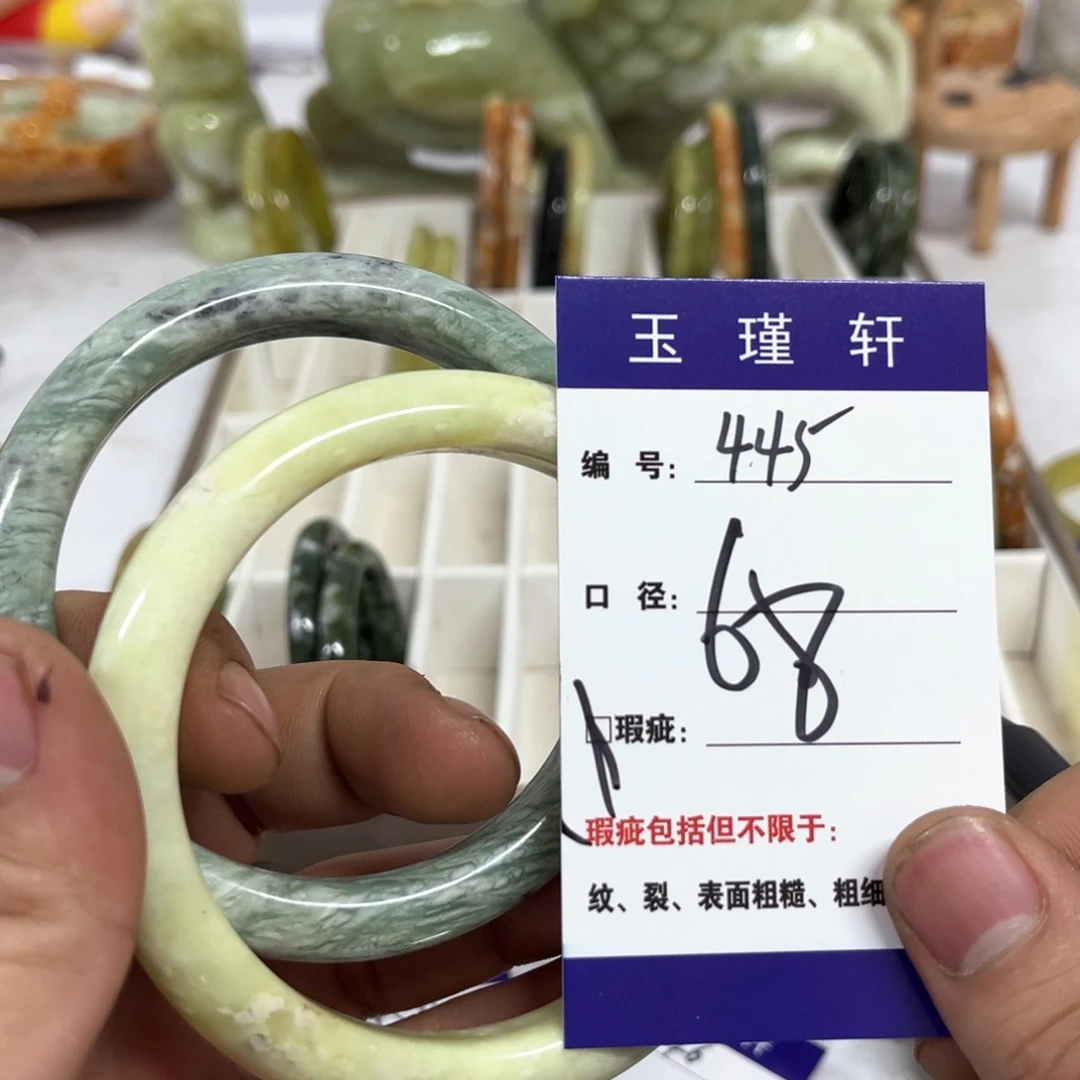 玉瑾轩
编 号: 445
口 径: 68
□瑕疵:
瑕疵包括但不限于:
纹、裂、表面粗糙、粗细